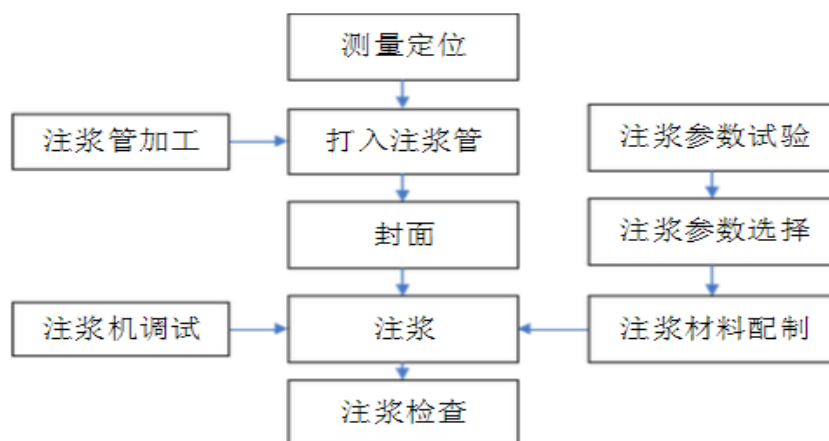 测量定位
注浆管加工
打入注浆管
注浆参数试验
封面
注浆参数选择
注浆机调试
注浆
注浆材料配制
注浆检查